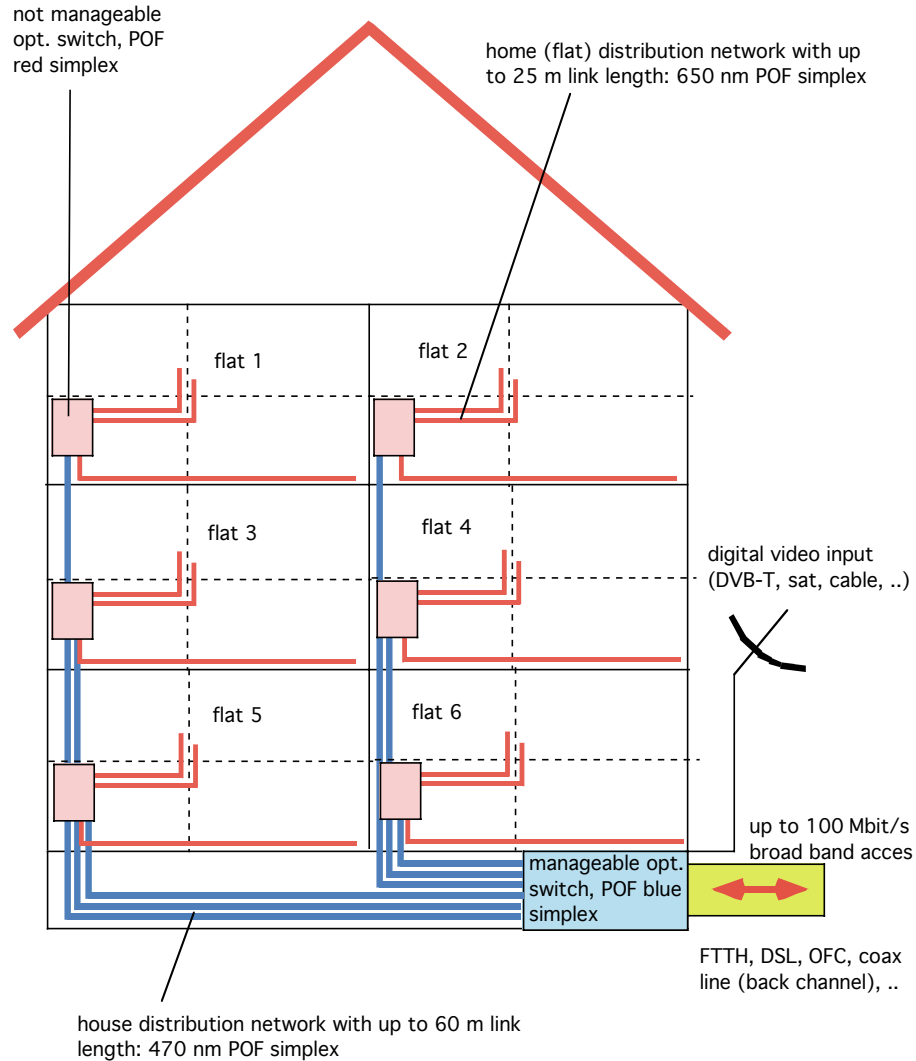 not manageable
opt. switch, POF
red simplex
home (flat) distribution network with up
to 25 m link length: 650 nm POF simplex
flat 1
flat 2
flat 3
flat 4
digital video input
(DVB-T, sat, cable, ..)
flat 5
flat 6
up to 100 Mbit/s
broad band acces
manageable opt.
switch, POF blue
simplex
FTTH, DSL, OFC, coax
line (back channel), ..
house distribution network with up to 60 m link
length: 470 nm POF simplex